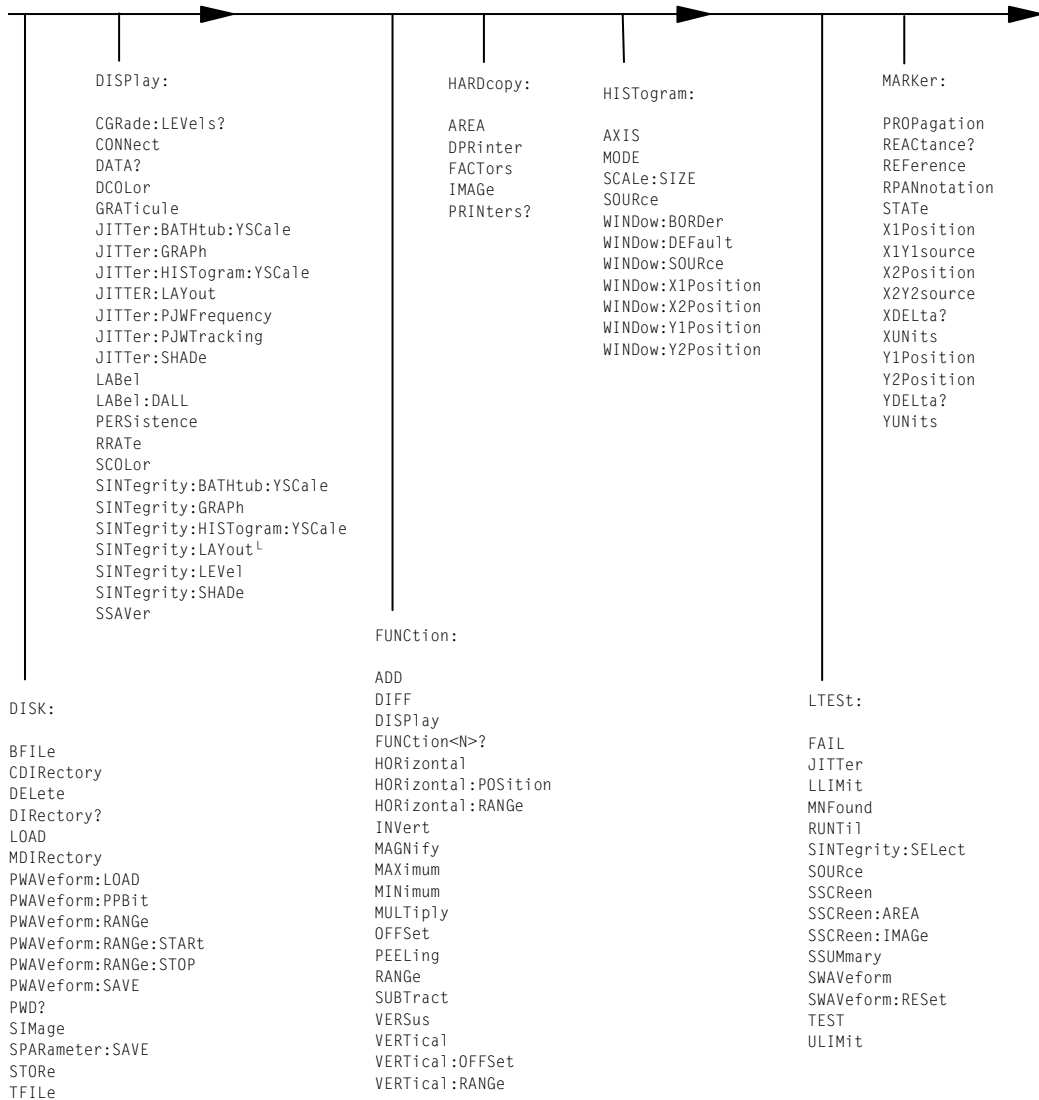 DISPlay:
CGRade:LEVels?
CONNect
DATA?
DCOLor
GRATicule
JITTer:BATHtub:YSCale
JITTer:GRAPh
JITTer:HISTogram:YSCale
JITTER:LAYout
JITTer:PJWFrequency
JITTer:PJWTracking
JITTer:SHADe
LABel
LABel:DALL
PERSistence
RRATe
SCOLor
SINTegrity:BATHtub:YSCale
SINTegrity:GRAPh
SINTegrity:HISTogram:YSCale
SINTegrity:LAYout└
SINTegrity:LEVel
SINTegrity:SHADe
SSAVer
HARDcopy:
AREA
DPRinter
FACTors
IMAGe
PRINters?
HISTogram:
AXIS
MODE
SCALe:SIZE
SOURce
WINDow:BORDer
WINDow:DEFault
WINDow:SOURce
WINDow:X1Position
WINDow:X2Position
WINDow:Y1Position
WINDow:Y2Position
MARKer:
PROPagation
REACtance?
REFerence
RPANnotation
STATe
X1Position
X1Y1source
X2Position
X2Y2source
XDELta?
XUNits
Y1Position
Y2Position
YDELta?
YUNits
DISK:
BFILe
CDIRectory
DELete
DIRectory?
LOAD
MDIRectory
PWAVeform:LOAD
PWAVeform:PPBit
PWAVeform:RANGe
PWAVeform:RANGe:STARt
PWAVeform:RANGe:STOP
PWAVeform:SAVE
PWD?
SIMage
SPARameter:SAVE
STORe
TFILe
FUNCtion:
ADD
DIFF
DISPlay
FUNCtion<N>?
HORizontal
HORizontal:POSition
HORizontal:RANGe
INVert
MAGNify
MAXimum
MINimum
MULTiply
OFFSet
PEELing
RANGe
SUBTract
VERSus
VERTical
VERTical:OFFSet
VERTical:RANGe
LTESt:
FAIL
JITTer
LLIMit
MNFound
RUNTil
SINTegrity:SELect
SOURce
SSCReen
SSCReen:AREA
SSCReen:IMAGe
SSUMmary
SWAVeform
SWAVeform:RESet
TEST
ULIMit